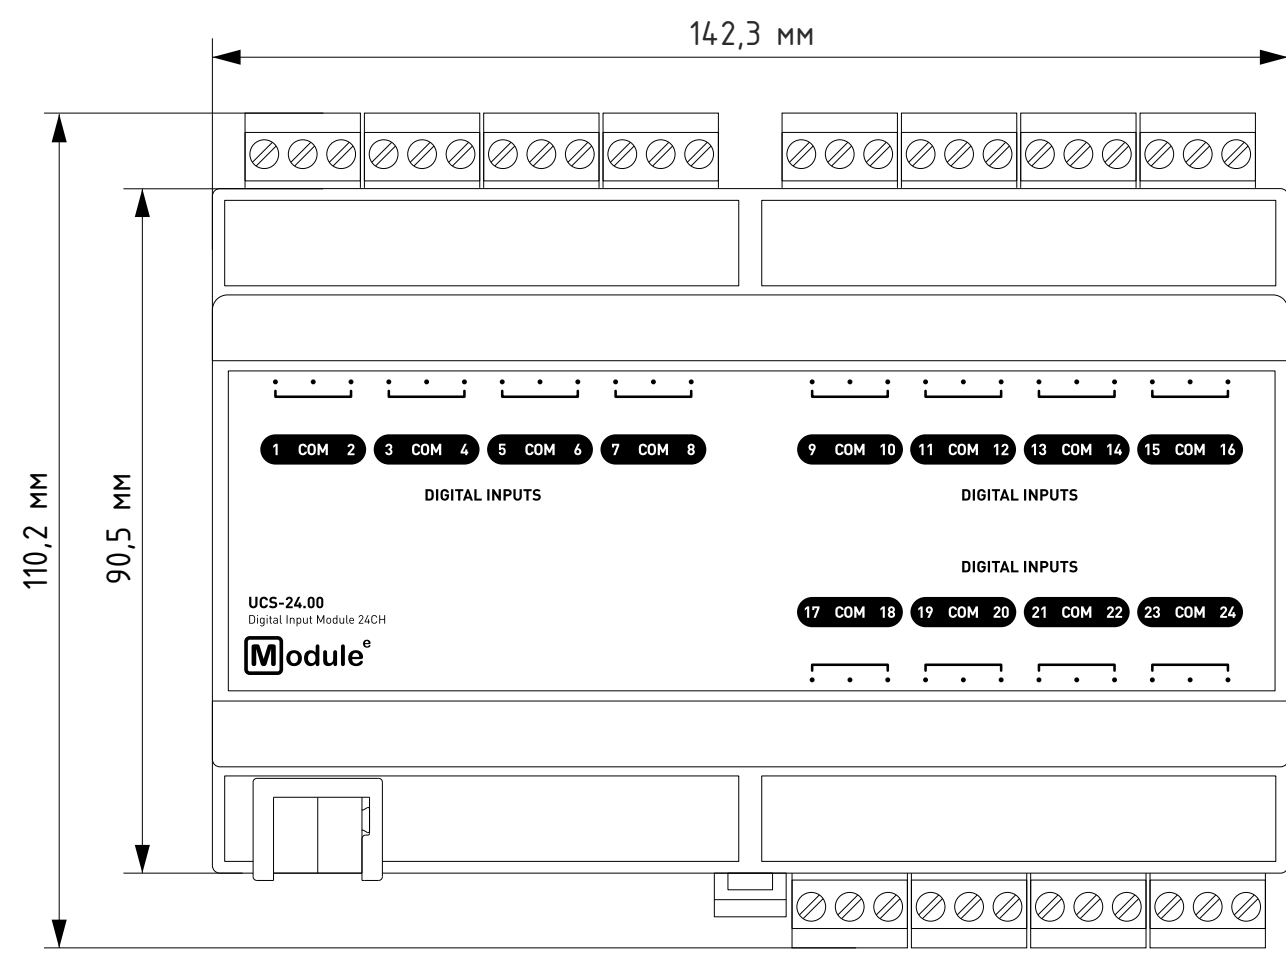 142,3 мм
110,2 мм
90,5 мм
1 COM 2 3 COM 4 5 COM 6 7 COM 8
9 COM 10 11 COM 12 13 COM 14 15 COM 16
DIGITAL INPUTS
DIGITAL INPUTS
DIGITAL INPUTS
17 COM 18 19 COM 20 21 COM 22 23 COM 24
UCS-24.00
Digital Input Module 24CH
Module e